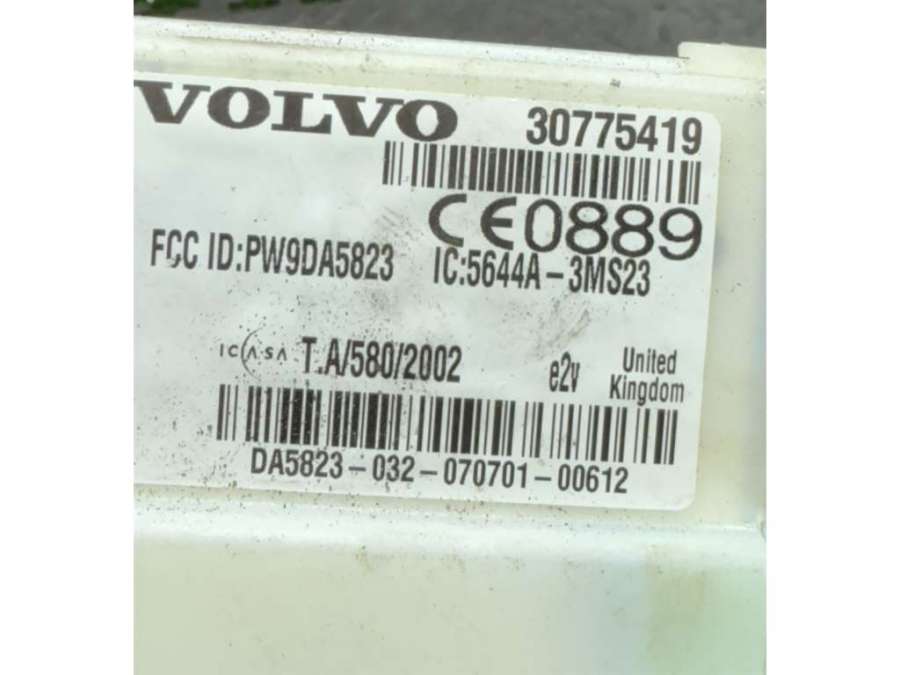 VOLVO 30775419
CE0889
FCC ID:PW9DA5823 IC:5644A-3MS23
ICASA T.A/580/2002 e2v United
Kingdom
DA5823-032-070701-00612